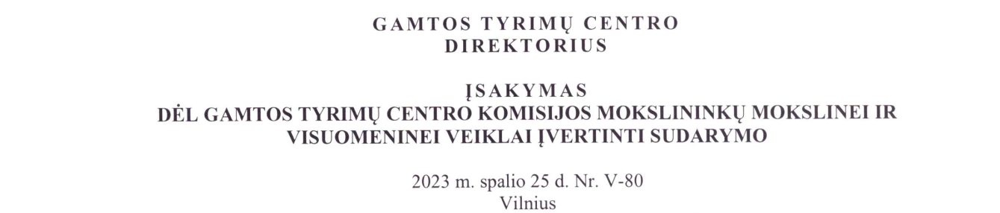 GAMTOS TYRIMŲ CENTRO
DIREKTORIUS
ĮSAKYMAS
DĖL GAMTOS TYRIMŲ CENTRO KOMISIJOS MOKSLININKŲ MOKSLINEI IR
VISUOMENINEI VEIKLAI ĮVERTINTI SUDARYMO
2023 m. spalio 25 d. Nr. V-80
Vilnius